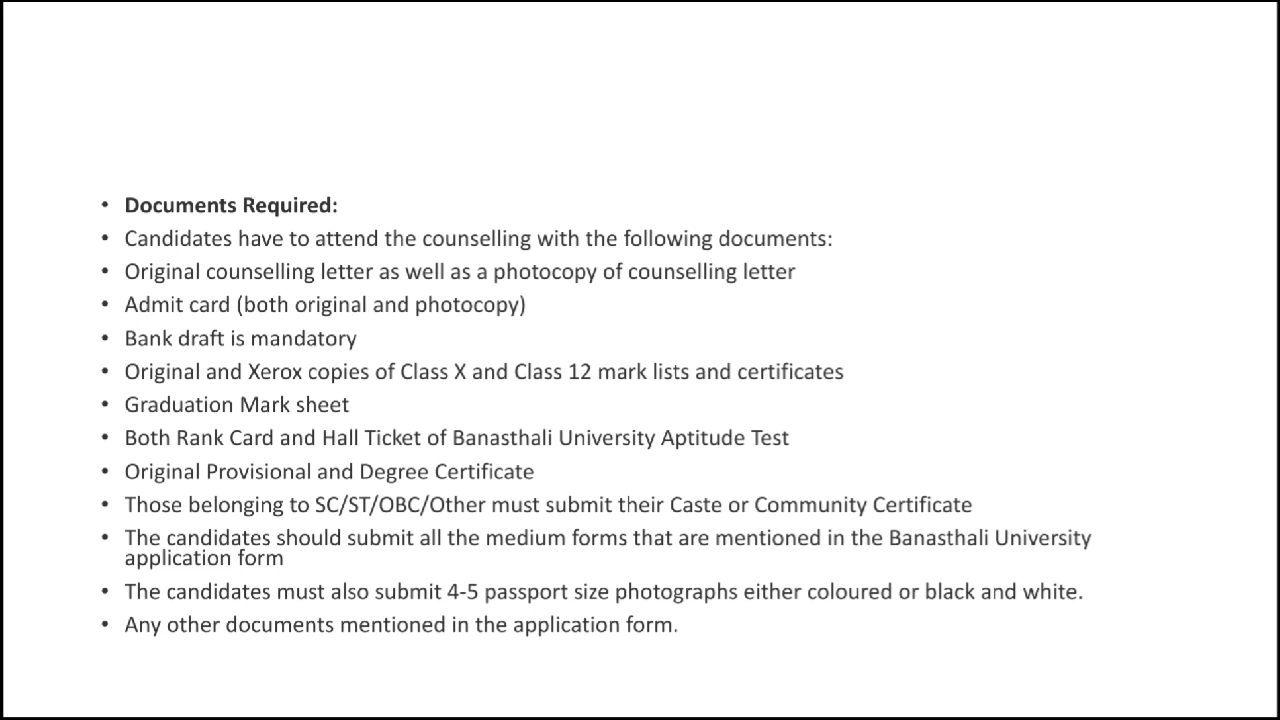 • Documents Required:
• Candidates have to attend the counselling with the following documents:
• Original counselling letter as well as a photocopy of counselling letter
• Admit card (both original and photocopy)
• Bank draft is mandatory
• Original and Xerox copies of Class X and Class 12 mark lists and certificates
• Graduation Mark sheet
• Both Rank Card and Hall Ticket of Banasthali University Aptitude Test
• Original Provisional and Degree Certificate
• Those belonging to SC/ST/OBC/Other must submit their Caste or Community Certificate
• The candidates should submit all the medium forms that are mentioned in the Banasthali University
application form
• The candidates must also submit 4-5 passport size photographs either coloured or black and white.
• Any other documents mentioned in the application form.